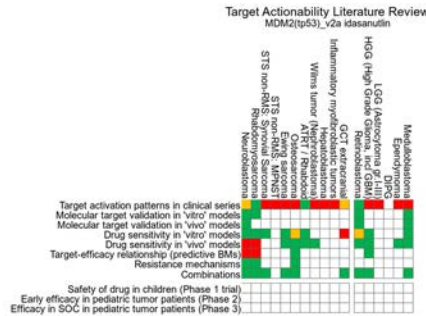 Target Actionability Literature Review
MDM2(tp53)_v2a idasanutlin
Neuroblastoma
Rhabdomyosarcoma
STS non-RMS: Synovial Sarcoma
STS non-RMS: MPNST
Ewing sarcoma
Osteosarcoma
ATRT / Rhabdoid
Wilms tumor (Nephroblastoma)
Hepatoblastoma
Inflammatory myofibroblastic tumors
GCT extracranial
Retinoblastoma
HGG (High Grade Glioma, incl GBM)
LGG (Astrocytoma gr I-III)
DIPG
Ependymoma
Medulloblastoma
Target activation patterns in clinical series
Molecular target validation in 'vitro' models
Molecular target validation in 'vivo' models
Drug sensitivity in 'vitro' models
Drug sensitivity in 'vivo' models
Target-efficacy relationship (predictive BMs)
Resistance mechanisms
Combinations
Safety of drug in children (Phase 1 trial)
Early efficacy in pediatric tumor patients (Phase 2)
Efficacy in SOC in pediatric tumor patients (Phase 3)